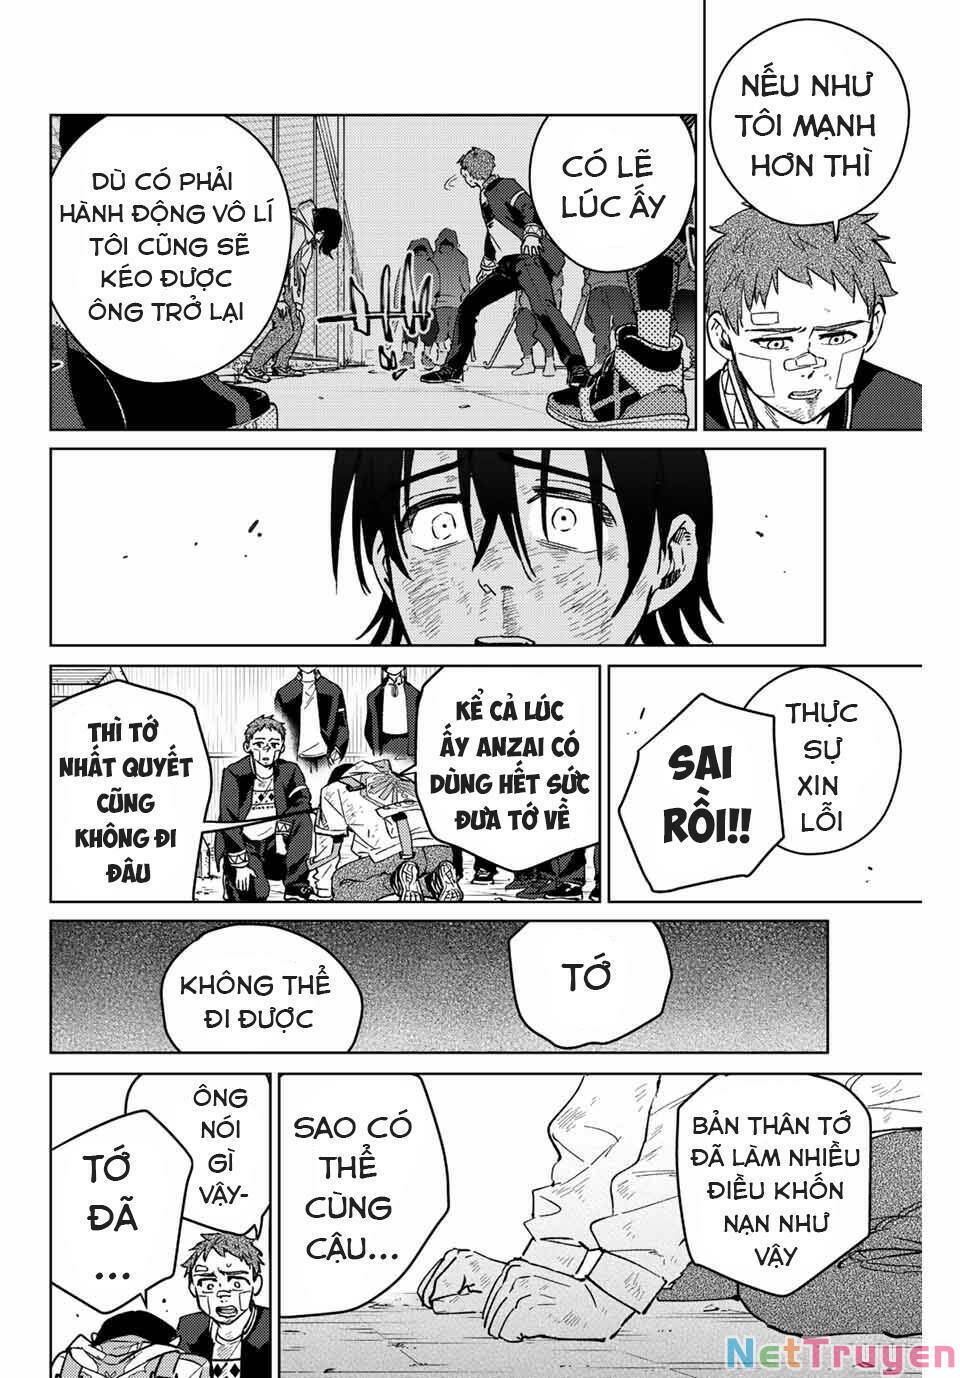 NẾU NHƯ
TÔI MẠNH
HƠN THÌ
CÓ LẼ
LÚC ẤY
DÙ CÓ PHẢI
HÀNH ĐỘNG VÔ LÍ
TÔI CŨNG SẼ
KÉO ĐƯỢC
ÔNG TRỞ LẠI
THỰC
SỰ
XIN
LỖI
SAI
RỒI!!
KỂ CẢ LÚC
ẤY ANZAI CÓ
DÙNG HẾT SỨC
ĐƯA TỚ VỀ
THÌ TỚ
NHẤT QUYẾT
CŨNG
KHÔNG ĐI
ĐÂU
TỚ
KHÔNG THỂ
ĐI ĐƯỢC
BẢN THÂN TỚ
ĐÃ LÀM NHIỀU
ĐIỀU KHỐN
NẠN NHƯ
VẬY
SAO CÓ
THỂ
CÙNG
CẬU...
ÔNG
NÓI
GÌ
VẬY-
TỚ
ĐÃ
...
NetTruyen